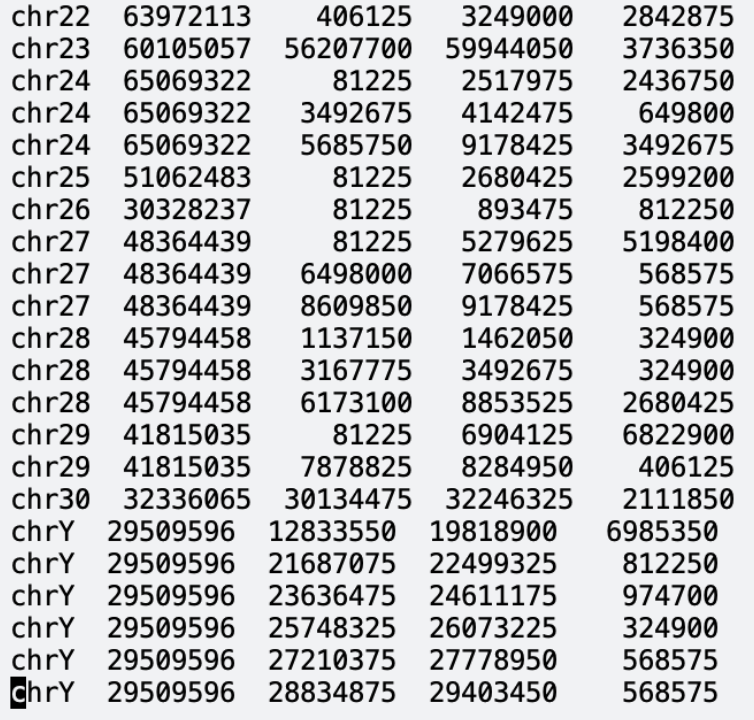 chr22  63972113    406125   3249000   2842875
chr23  60105057  56207700  59944050   3736350
chr24  65069322     81225   2517975   2436750
chr24  65069322   3492675   4142475    649800
chr24  65069322   5685750   9178425   3492675
chr25  51062483     81225   2680425   2599200
chr26  30328237     81225    893475    812250
chr27  48364439     81225   5279625   5198400
chr27  48364439   6498000   7066575    568575
chr27  48364439   8609850   9178425    568575
chr28  45794458   1137150   1462050    324900
chr28  45794458   3167775   3492675    324900
chr28  45794458   6173100   8853525   2680425
chr29  41815035     81225   6904125   6822900
chr29  41815035   7878825   8284950    406125
chr30  32336065  30134475  32246325   2111850
chrY  29509596  12833550  19818900   6985350
chrY  29509596  21687075  22499325    812250
chrY  29509596  23636475  24611175    974700
chrY  29509596  25748325  26073225    324900
chrY  29509596  27210375  27778950    568575
chrY  29509596  28834875  29403450    568575